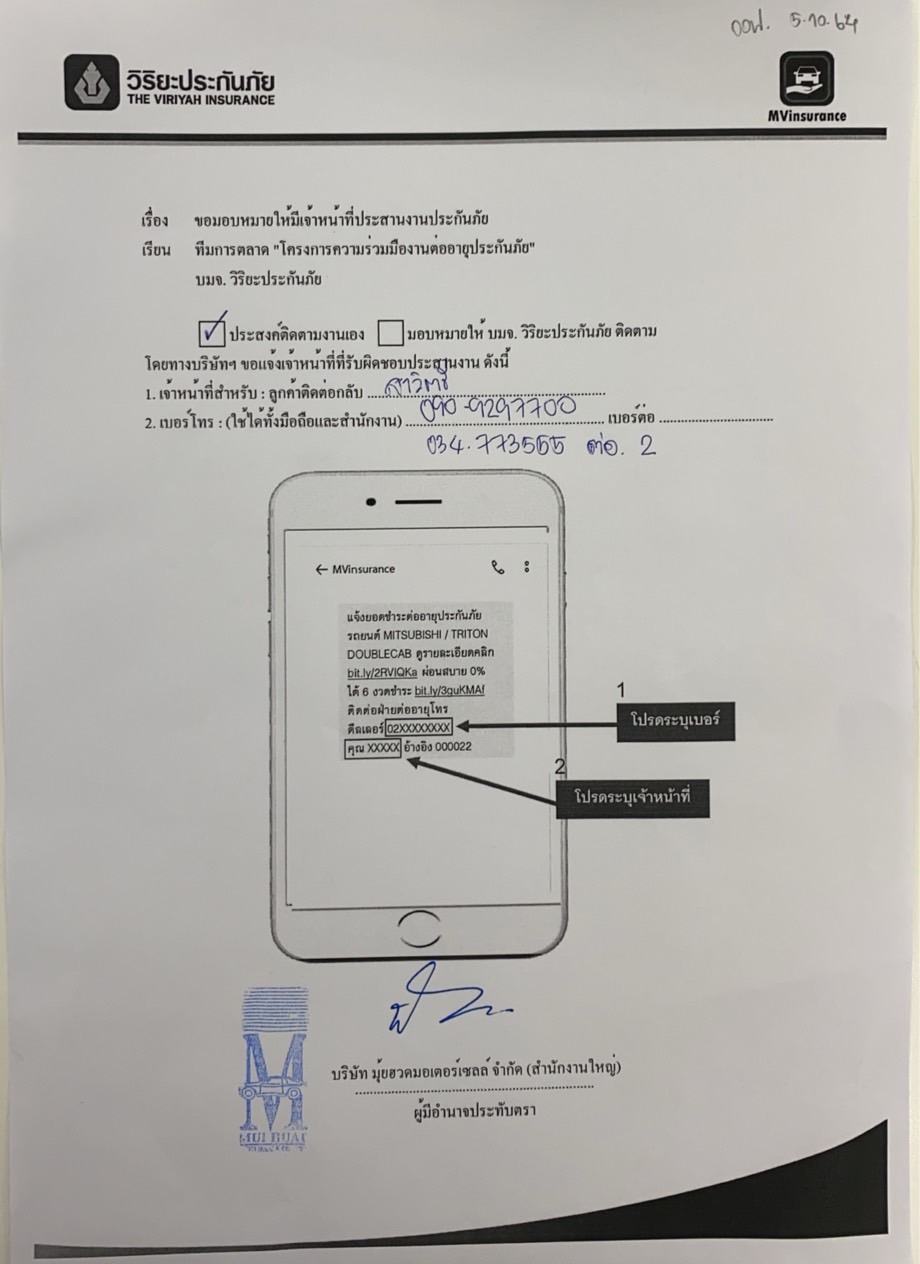 ออฟ. 5.10.64
วิริยะประกันภัย
THE VIRIYAH INSURANCE
MVinsurance
เรื่อง ขอมอบหมายให้มีเจ้าหน้าที่ประสานงานประกันภัย
เรียน ทีมการตลาด "โครงการความร่วมมืองานต่ออายุประกันภัย"
บมจ. วิริยะประกันภัย
ประสงค์ติดตามงานเอง มอบหมายให้ บมจ. วิริยะประกันภัย ติดตาม
โดยทางบริษัทฯ ขอแจ้งเจ้าหน้าที่ที่รับผิดชอบประสานงาน ดังนี้
1. เจ้าหน้าที่สำหรับ : ลูกค้าติดต่อกลับ สาวิตรี
2. เบอร์โทร : (ใช้ได้ทั้งมือถือและสำนักงาน) 090-9297700 เบอร์ต่อ
034-773565 ต่อ. 2
← MVinsurance
แจ้งยอดชำระต่ออายุประกันภัย
รถยนต์ MITSUBISHI / TRITON
DOUBLECAB ดูรายละเอียดคลิก
bit.ly/2RVIQKa ผ่อนสบาย 0%
ได้ 6 งวดชำระ bit.ly/3guKMAf
ติดต่อฝ่ายต่ออายุโทร
ดีลเลอร์ 02XXXXXXXX
คุณ XXXXX อ้างอิง 000022
1
โปรดระบุเบอร์
2
โปรดระบุเจ้าหน้าที่
บริษัท มุ้ยฮวดมอเตอร์เซลล์ จำกัด (สำนักงานใหญ่)
ผู้มีอำนาจประทับตรา
MUI HUAT